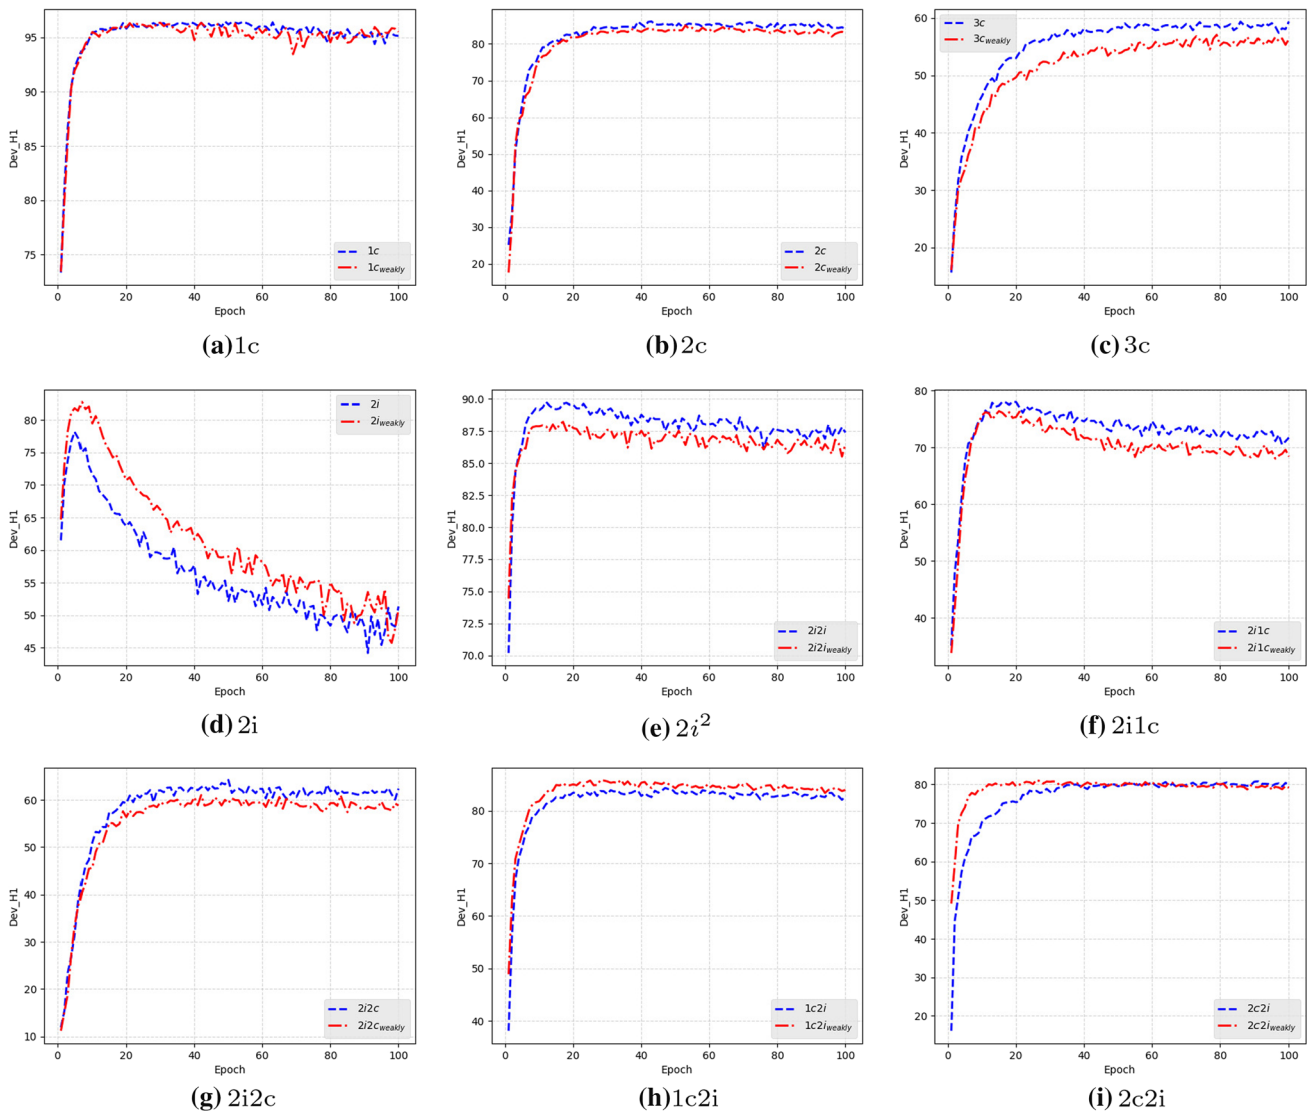 95
90
85
80
75
Dev_H1
0 20 40 60 80 100
Epoch
1c
1c_weakly
(a)1c
80
70
60
50
40
30
20
Dev_H1
0 20 40 60 80 100
Epoch
2c
2c_weakly
(b)2c
60
50
40
30
20
Dev_H1
0 20 40 60 80 100
Epoch
3c
3c_weakly
(c) 3c
80
75
70
65
60
55
50
45
Dev_H1
0 20 40 60 80 100
Epoch
2i
2i_weakly
(d) 2i
90.0
87.5
85.0
82.5
80.0
77.5
75.0
72.5
70.0
Dev_H1
0 20 40 60 80 100
Epoch
2i2i
2i2i_weakly
(e) 2i²
80
70
60
50
40
Dev_H1
0 20 40 60 80 100
Epoch
2i1c
2i1c_weakly
(f) 2i1c
60
50
40
30
20
10
Dev_H1
0 20 40 60 80 100
Epoch
2i2c
2i2c_weakly
(g) 2i2c
80
70
60
50
40
Dev_H1
0 20 40 60 80 100
Epoch
1c2i
1c2i_weakly
(h)1c2i
80
70
60
50
40
30
20
Dev_H1
0 20 40 60 80 100
Epoch
2c2i
2c2i_weakly
(i) 2c2i